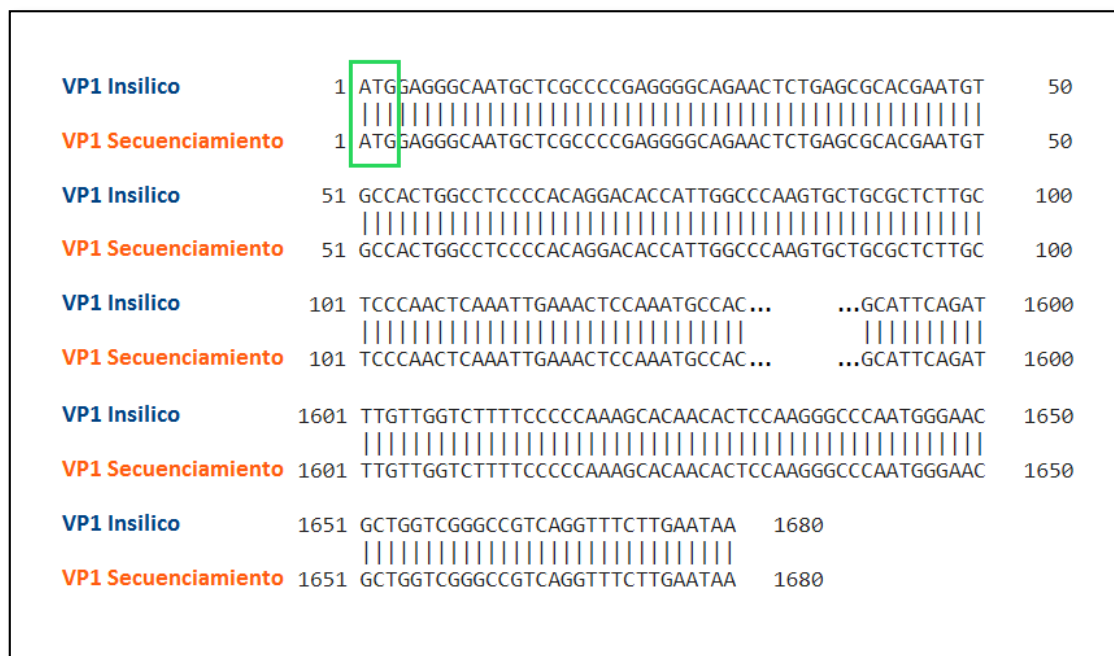 VP1 Insilico 1 ATGGAGGGCAATGCTCGCCCCGAGGGGCAGAACTCTGAGCGCACGAATGT 50
||||||||||||||||||||||||||||||||||||||||||||||||||
VP1 Secuenciamiento 1 ATGGAGGGCAATGCTCGCCCCGAGGGGCAGAACTCTGAGCGCACGAATGT 50
VP1 Insilico 51 GCCACTGGCCTCCCCACAGGACACCATTGGCCCAAGTGCTGCGCTCTTGC 100
||||||||||||||||||||||||||||||||||||||||||||||||||
VP1 Secuenciamiento 51 GCCACTGGCCTCCCCACAGGACACCATTGGCCCAAGTGCTGCGCTCTTGC 100
VP1 Insilico 101 TCCCAACTCAAATTGAAACTCCAAATGCCAC... ...GCATTCAGAT 1600
||||||||||||||||||||||||||||||| ||||||||||
VP1 Secuenciamiento 101 TCCCAACTCAAATTGAAACTCCAAATGCCAC... ...GCATTCAGAT 1600
VP1 Insilico 1601 TTGTTGGTCTTTTCCCCCAAAGCACAACACTCCAAGGGCCCAATGGGAAC 1650
||||||||||||||||||||||||||||||||||||||||||||||||||
VP1 Secuenciamiento 1601 TTGTTGGTCTTTTCCCCCAAAGCACAACACTCCAAGGGCCCAATGGGAAC 1650
VP1 Insilico 1651 GCTGGTCGGGCCGTCAGGTTTCTTGAATAA 1680
||||||||||||||||||||||||||||||
VP1 Secuenciamiento 1651 GCTGGTCGGGCCGTCAGGTTTCTTGAATAA 1680